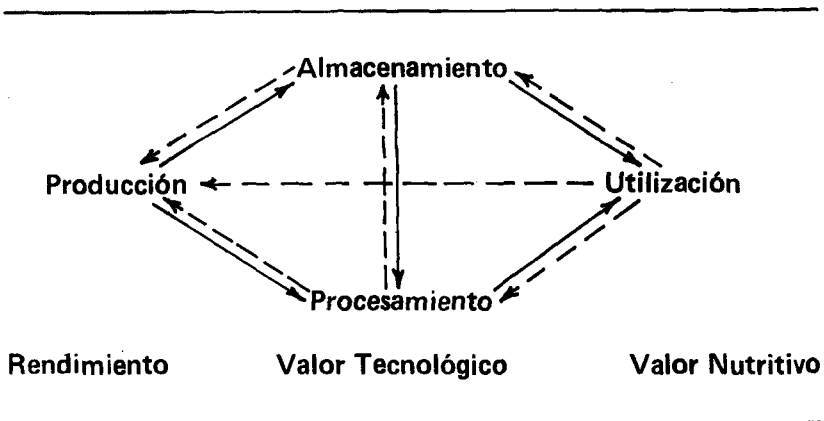 Almacenamiento
Producción Utilización
Procesamiento
Rendimiento Valor Tecnológico Valor Nutritivo